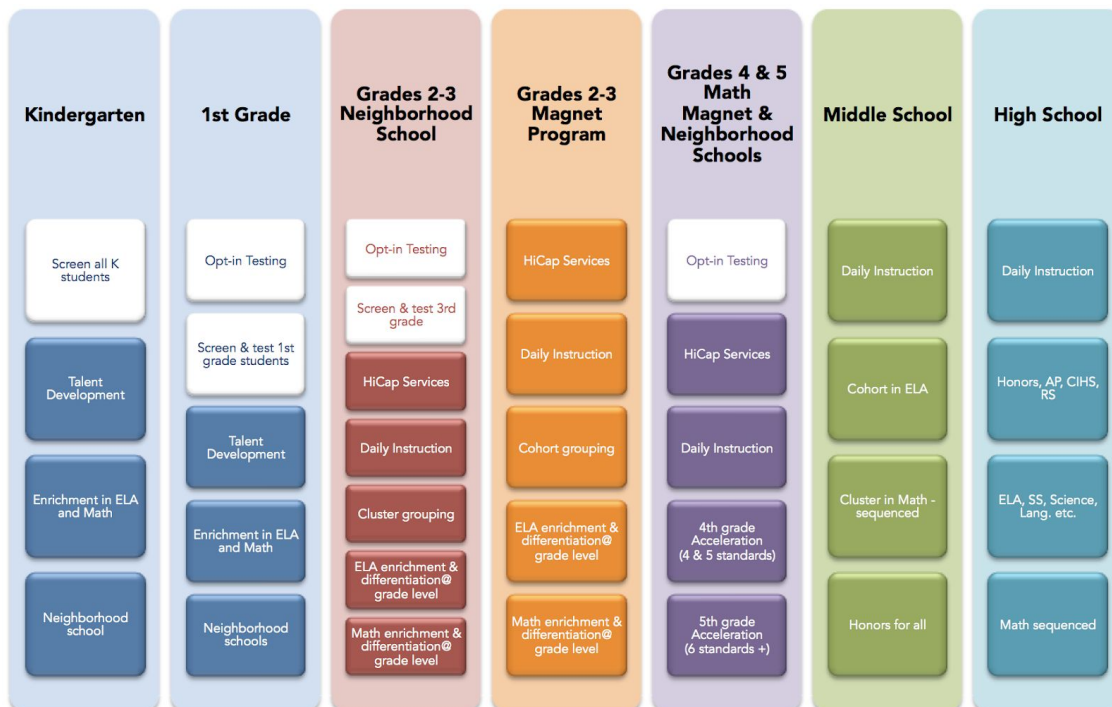 Kindergarten
Screen all K
students
Talent
Development
Enrichment in ELA
and Math
Neighborhood
school
1st Grade
Opt-in Testing
Screen & test 1st
grade students
Talent
Development
Enrichment in ELA
and Math
Neighborhood
schools
Grades 2-3
Neighborhood
School
Opt-in Testing
Screen & test 3rd
grade
HiCap Services
Daily Instruction
Cluster grouping
ELA enrichment &
differentiation@
grade level
Math enrichment &
differentiation@
grade level
Grades 2-3
Magnet
Program
HiCap Services
Daily Instruction
Cohort grouping
ELA enrichment &
differentiation@
grade level
Math enrichment &
differentiation@
grade level
Grades 4 & 5
Math
Magnet &
Neighborhood
Schools
Opt-in Testing
HiCap Services
Daily Instruction
4th grade
Acceleration
(4 & 5 standards)
5th grade
Acceleration
(6 standards +)
Middle School
Daily Instruction
Cohort in ELA
Cluster in Math -
sequenced
Honors for all
High School
Daily Instruction
Honors, AP, CIHS,
RS
ELA, SS, Science,
Lang. etc.
Math sequenced